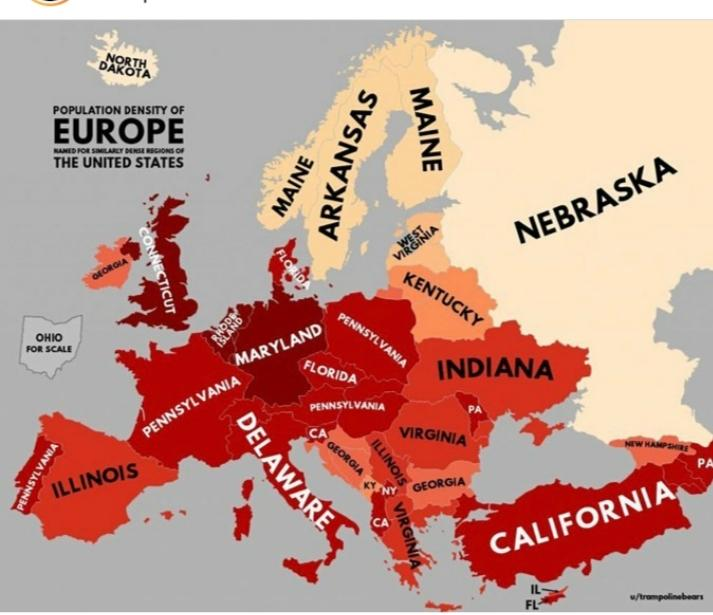 NORTH
DAKOTA
POPULATION DENSITY OF
EUROPE
NAMED FOR SIMILARLY DENSE REGIONS OF
THE UNITED STATES
MAINE
ARKANSAS
MAINE
NEBRASKA
WEST
VIRGINIA
KENTUCKY
GEORGIA
CONNECTICUT
FLORIDA
OHIO
FOR SCALE
RHODE
ISLAND
MARYLAND
PENNSYLVANIA
INDIANA
FLORIDA
PENNSYLVANIA
PENNSYLVANIA
PA
CA
VIRGINIA
DELAWARE
GEORGIA
ILLINOIS
PENNSYLVANIA
ILLINOIS
KY
NY
GEORGIA
CA
VIRGINIA
NEW HAMPSHIRE
PA
CALIFORNIA
IL
FL
u/trampolinebears